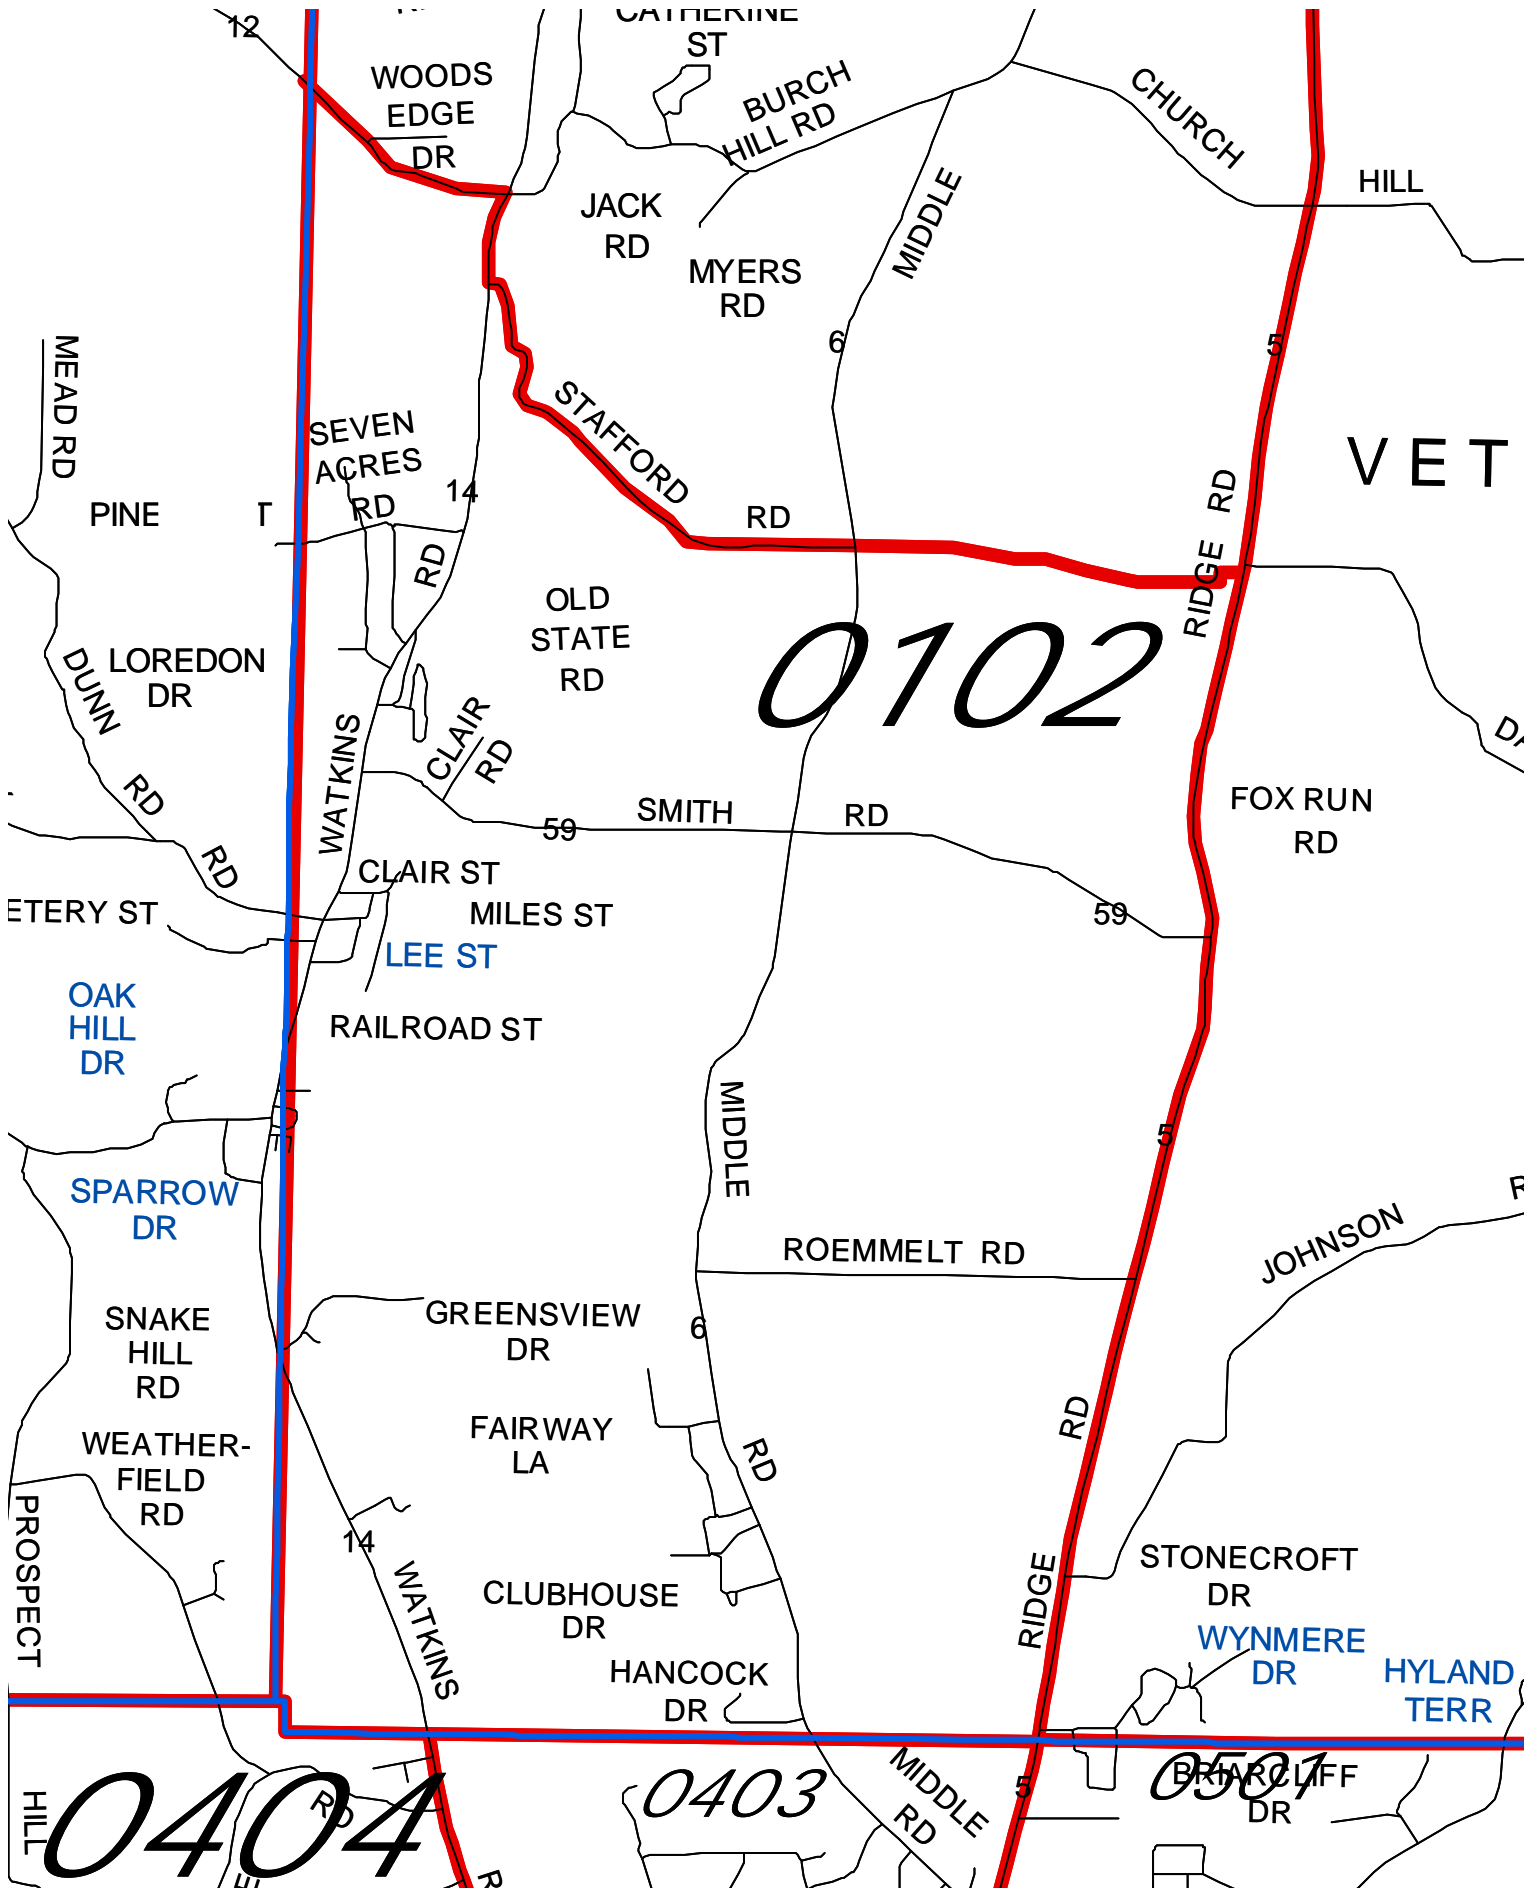 12
CATHERINE
ST
WOODS
EDGE
DR
BURCH
HILL RD
CHURCH
HILL
JACK
RD
MIDDLE
MYERS
RD
6
5
MEAD RD
STAFFORD
RD
SEVEN
ACRES
RD
14
VET
PINE
T
RD
RIDGE RD
OLD
STATE
RD
0102
LOREDON
DR
DUNN
RD
CLAIR
RD
WATKINS
SMITH
RD
59
FOX RUN
RD
RD
CLAIR ST
59
ETERY ST
MILES ST
LEE ST
OAK
HILL
DR
RAILROAD ST
MIDDLE
5
SPARROW
DR
JOHNSON
ROEMMELT RD
SNAKE
HILL
RD
GREENSVIEW
DR
6
WEATHER-
FIELD
RD
FAIRWAY
LA
RD
RD
PROSPECT
14
STONECROFT
DR
WATKINS
CLUBHOUSE
DR
RIDGE
WYNMERE
DR
HANCOCK
DR
HYLAND
TERR
0404
RD
HILL
0403
MIDDLE
RD
5
0501
BRIARCLIFF
DR